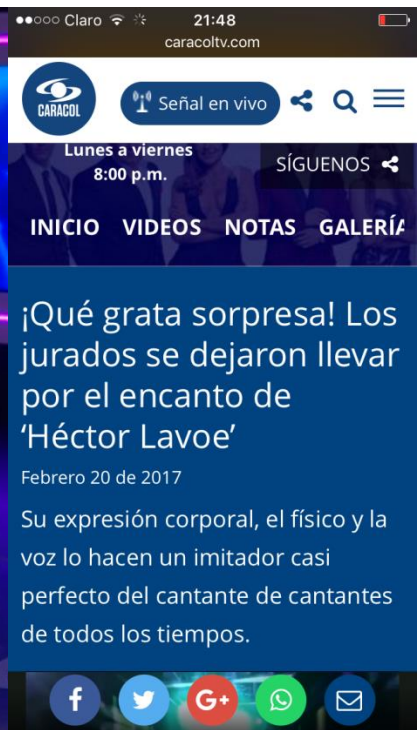 Claro 21:48
caracoltv.com
CARACOL Señal en vivo
Lunes a viernes
8:00 p.m. SÍGUENOS
INICIO VIDEOS NOTAS GALERÍA
¡Qué grata sorpresa! Los
jurados se dejaron llevar
por el encanto de
‘Héctor Lavoe’
Febrero 20 de 2017
Su expresión corporal, el físico y la
voz lo hacen un imitador casi
perfecto del cantante de cantantes
de todos los tiempos.
f G+